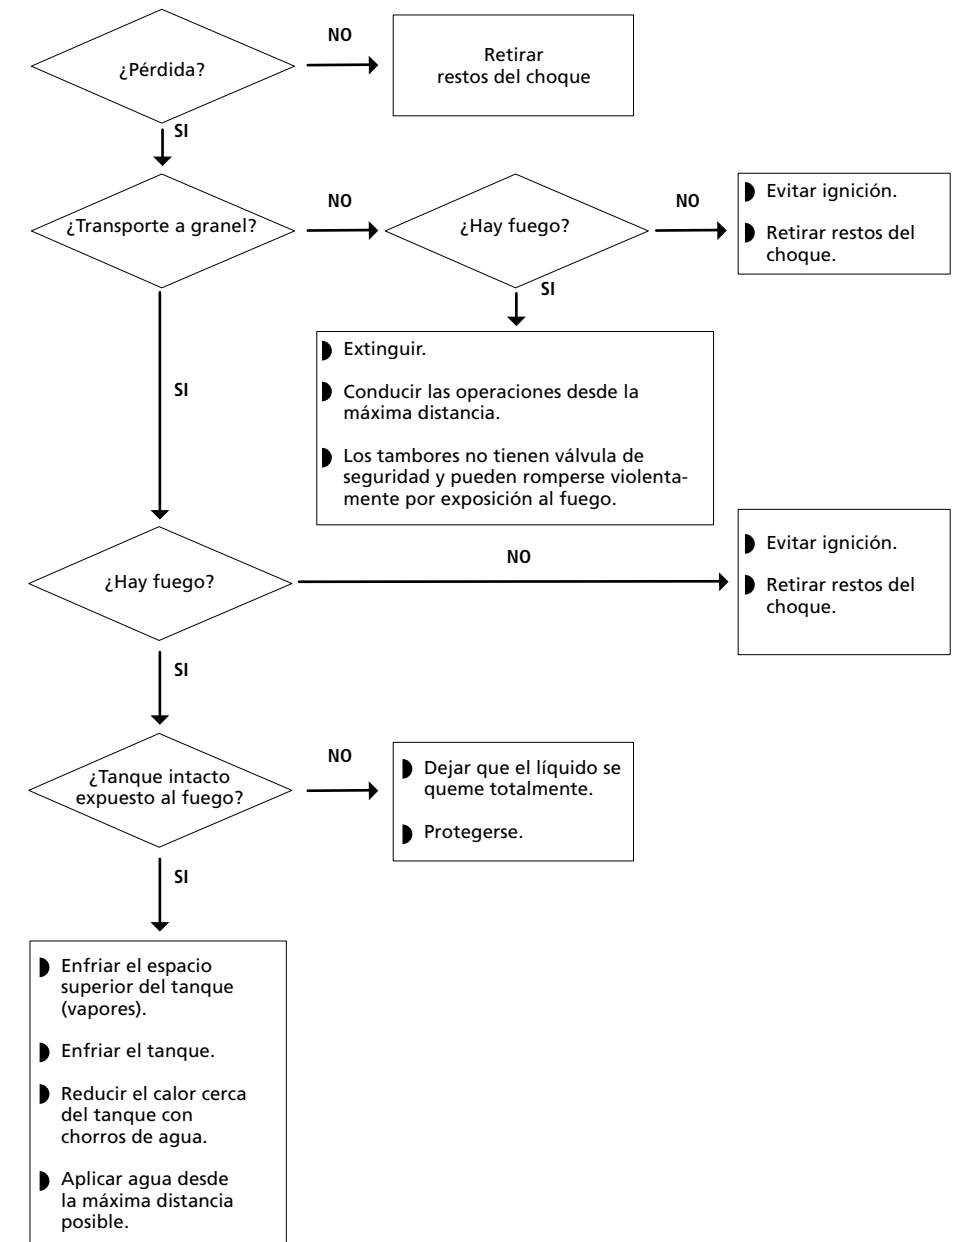 ¿Pérdida?
NO
Retirar
restos del choque
SI
¿Transporte a granel?
NO
¿Hay fuego?
NO
Evitar ignición.
Retirar restos del
choque.
SI
Extinguir.
Conducir las operaciones desde la
máxima distancia.
Los tambores no tienen válvula de
seguridad y pueden romperse violenta-
mente por exposición al fuego.
SI
¿Hay fuego?
NO
Evitar ignición.
Retirar restos del
choque.
SI
¿Tanque intacto
expuesto al fuego?
NO
Dejar que el líquido se
queme totalmente.
Protegerse.
SI
Enfriar el espacio
superior del tanque
(vapores).
Enfriar el tanque.
Reducir el calor cerca
del tanque con
chorros de agua.
Aplicar agua desde
la máxima distancia
posible.